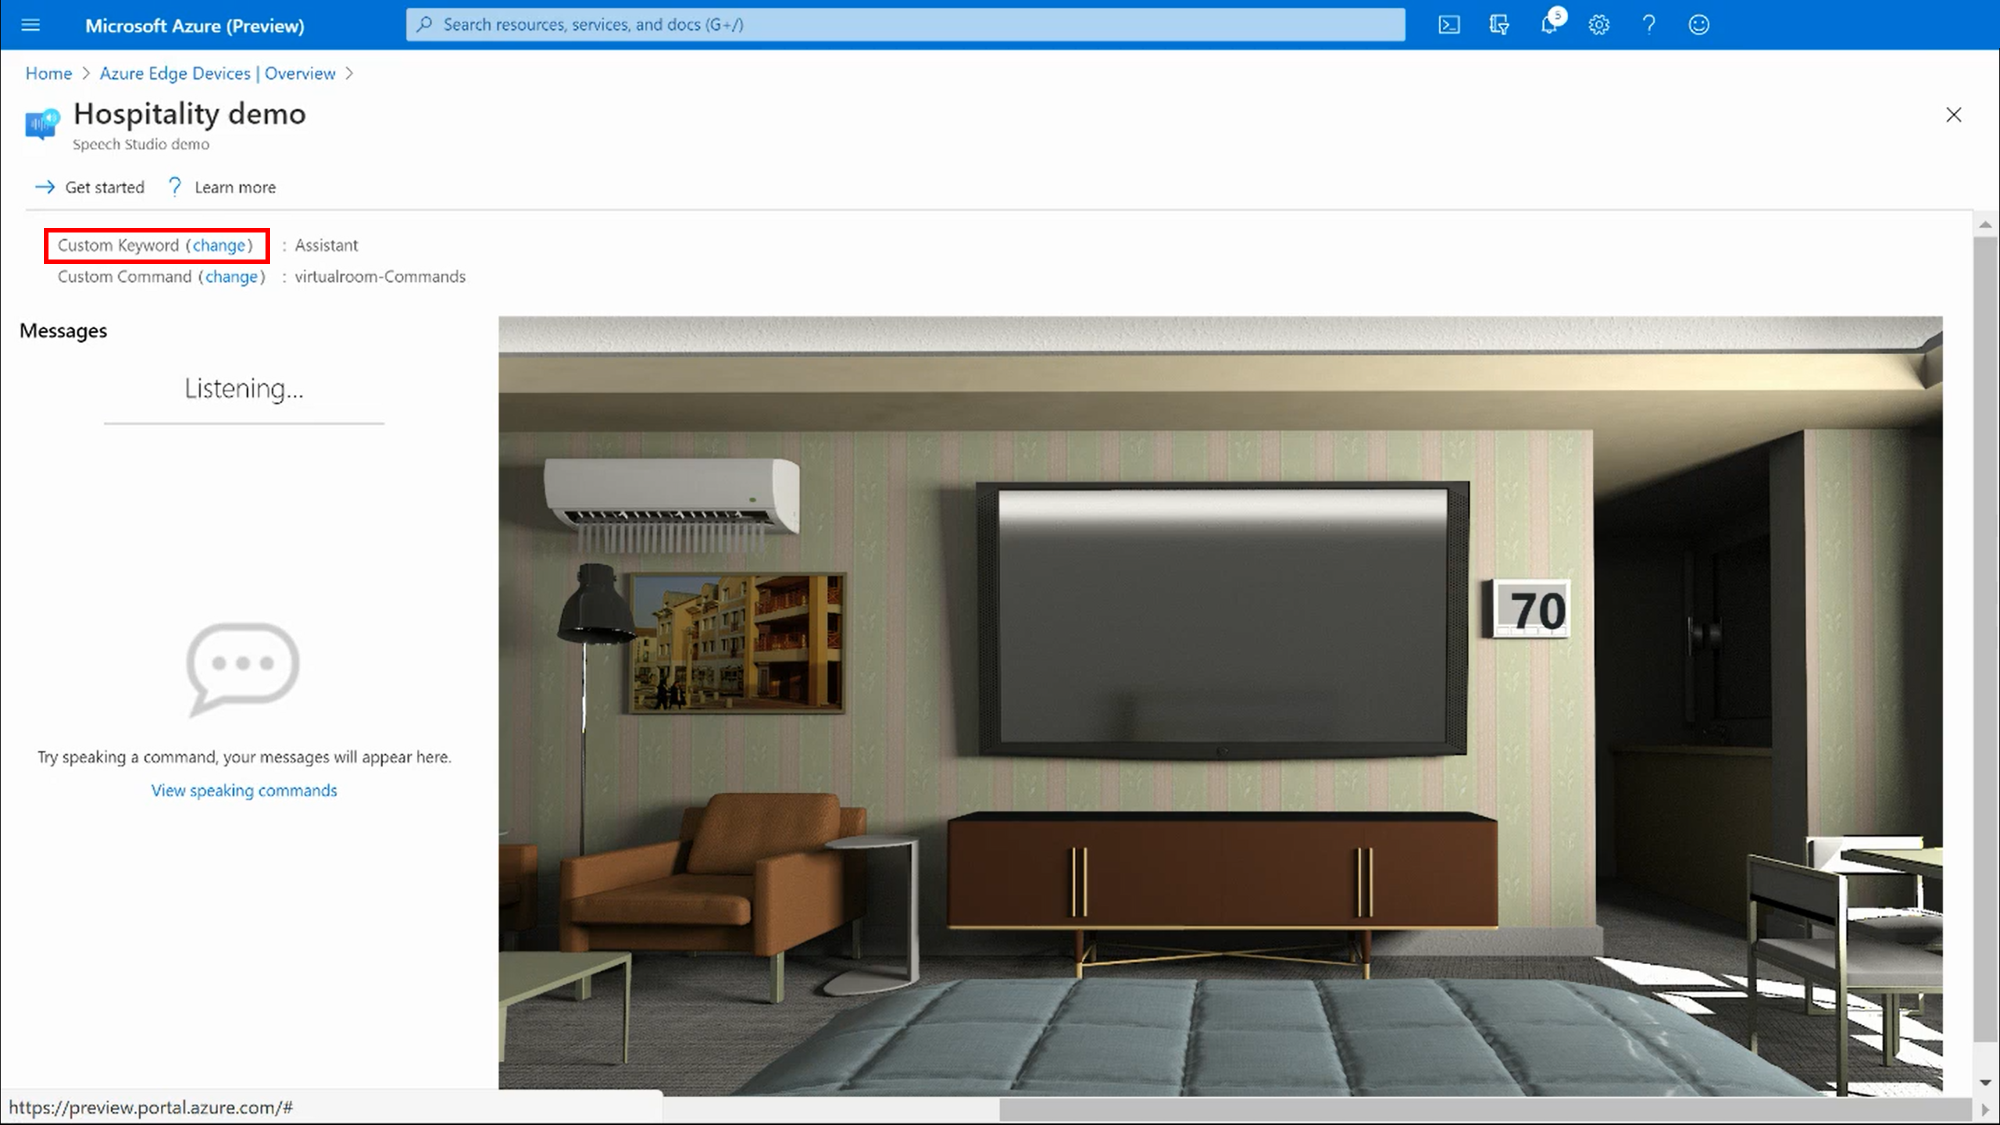 Microsoft Azure (Preview)
Search resources, services, and docs (G+/)
5
Home > Azure Edge Devices | Overview >
Hospitality demo
Speech Studio demo
Get started
Learn more
Custom Keyword (change) : Assistant
Custom Command (change) : virtualroom-Commands
Messages
Listening...
70
Try speaking a command, your messages will appear here.
View speaking commands
https://preview.portal.azure.com/#